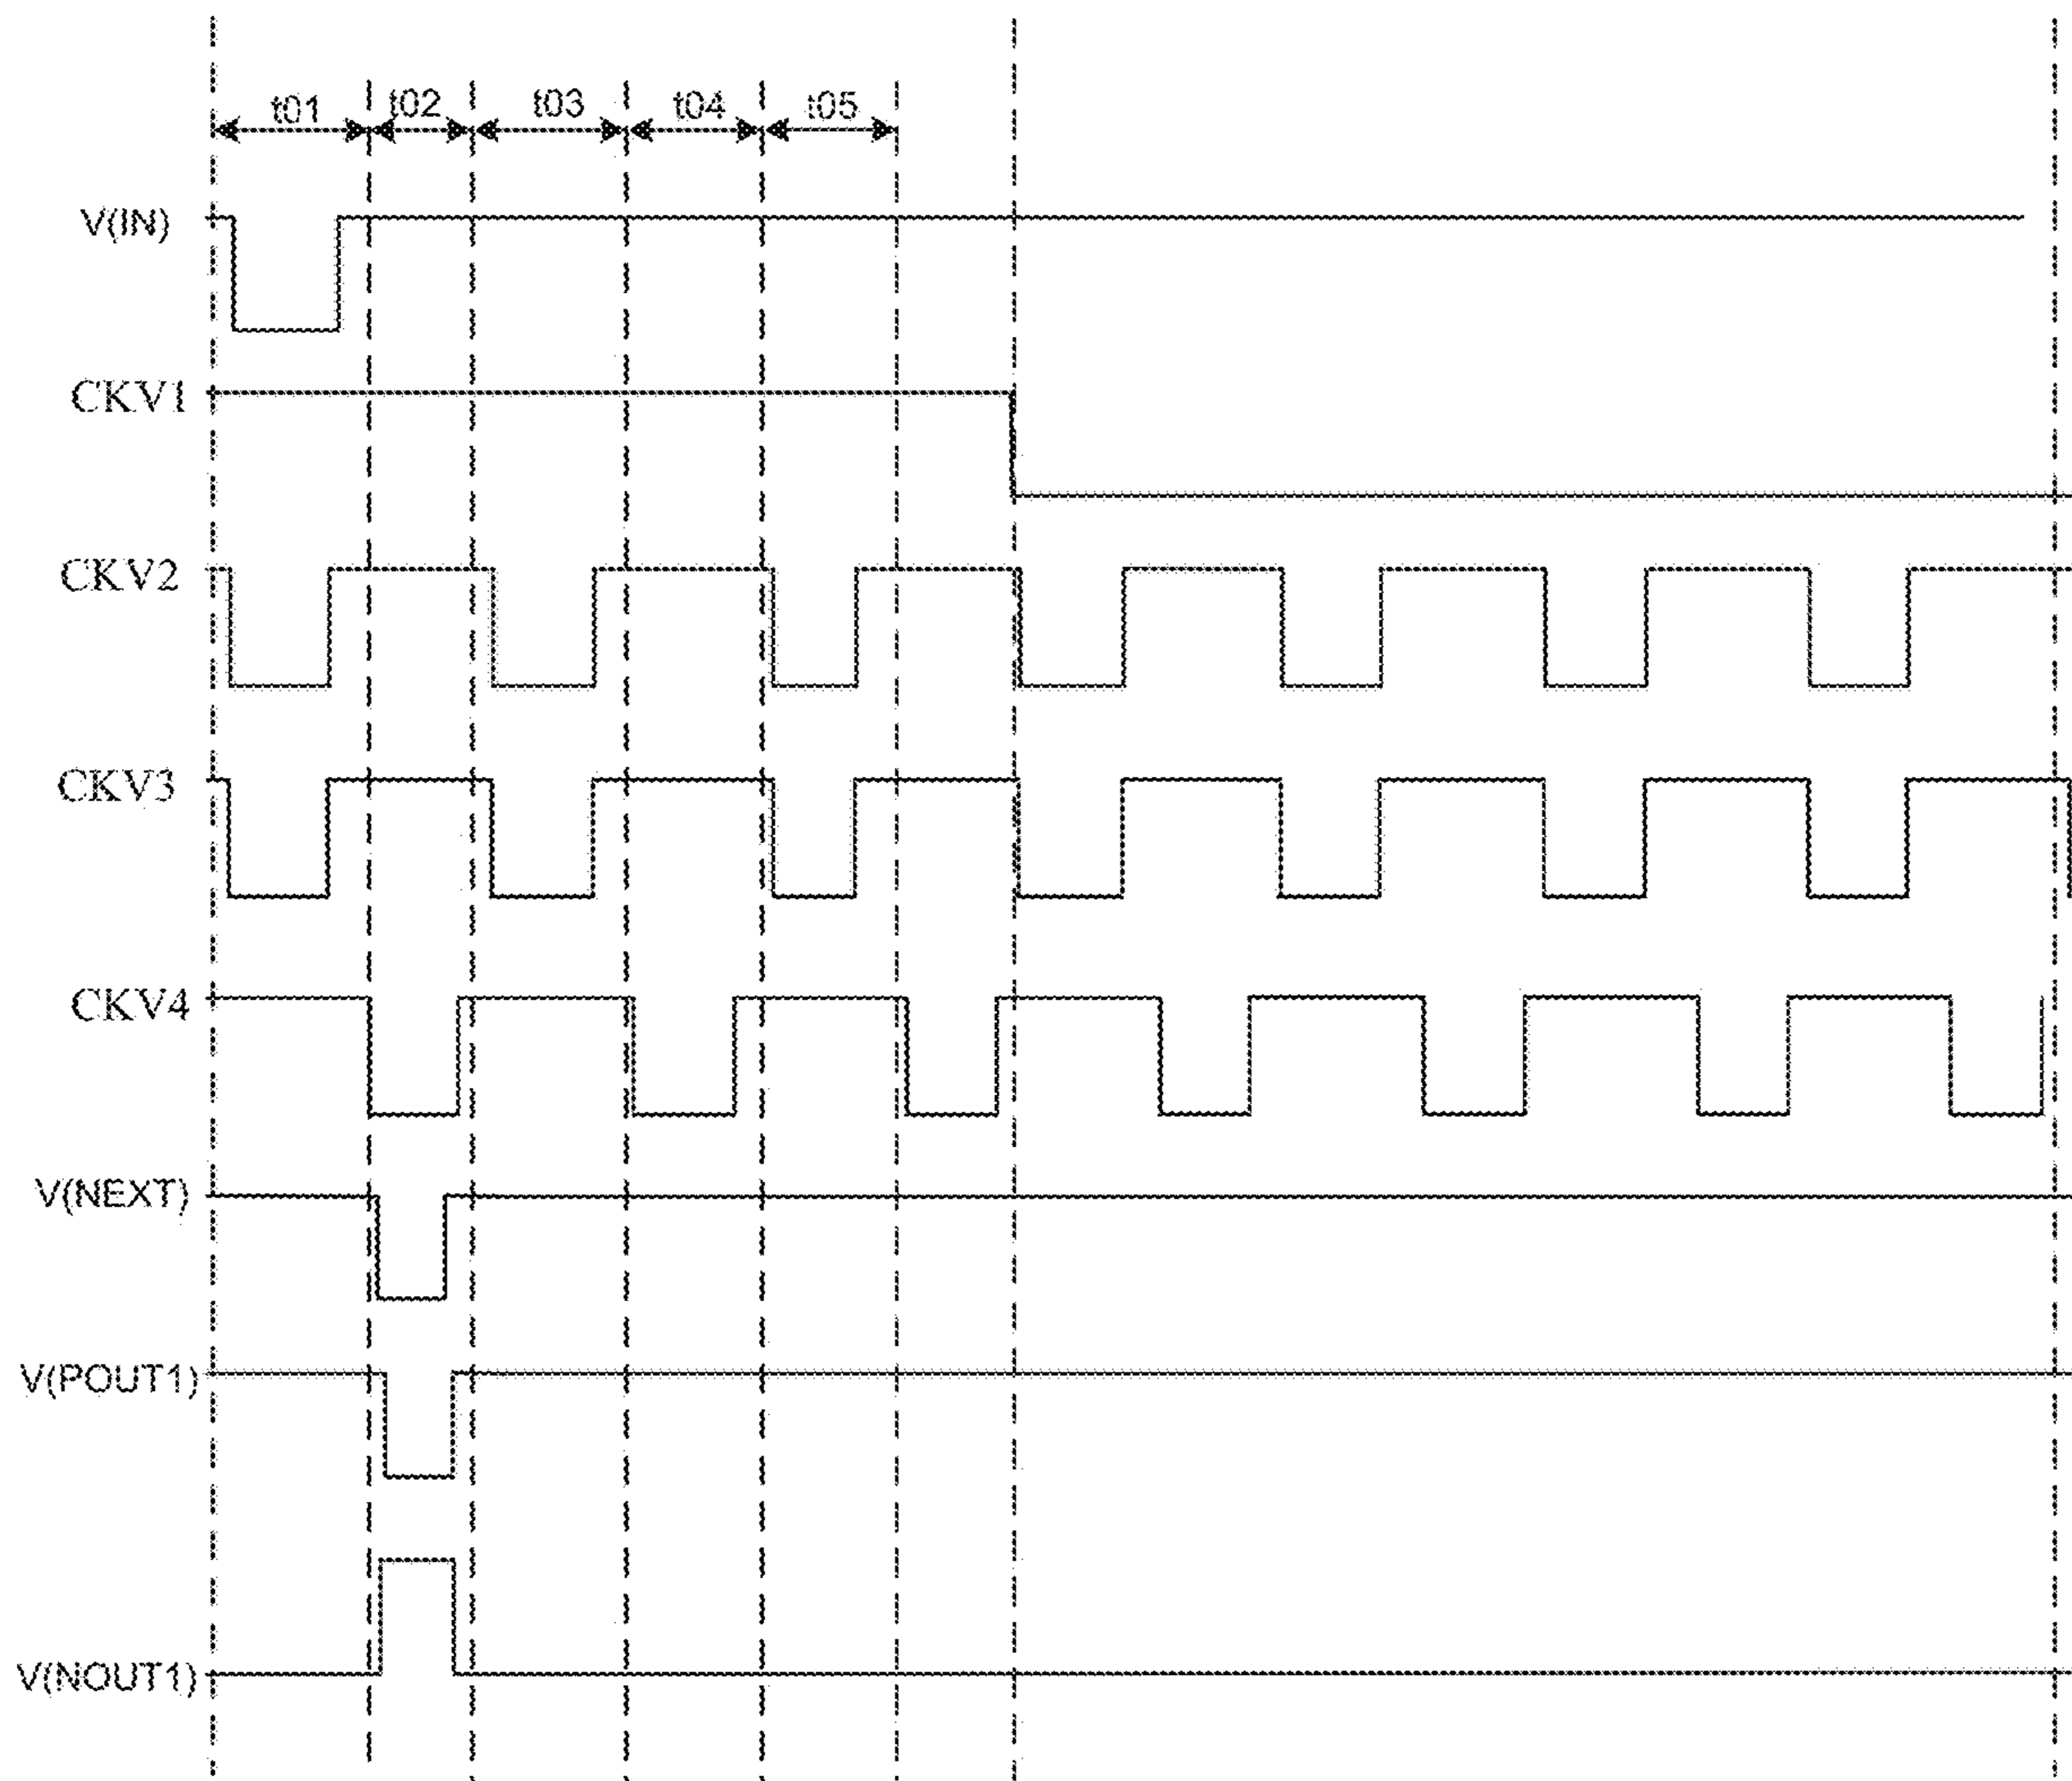 t01 t02 t03 t04 t05
V(IN)
CKV1
CKV2
CKV3
CKV4
V(NEXT)
V(POUT1)
V(NOUT1)